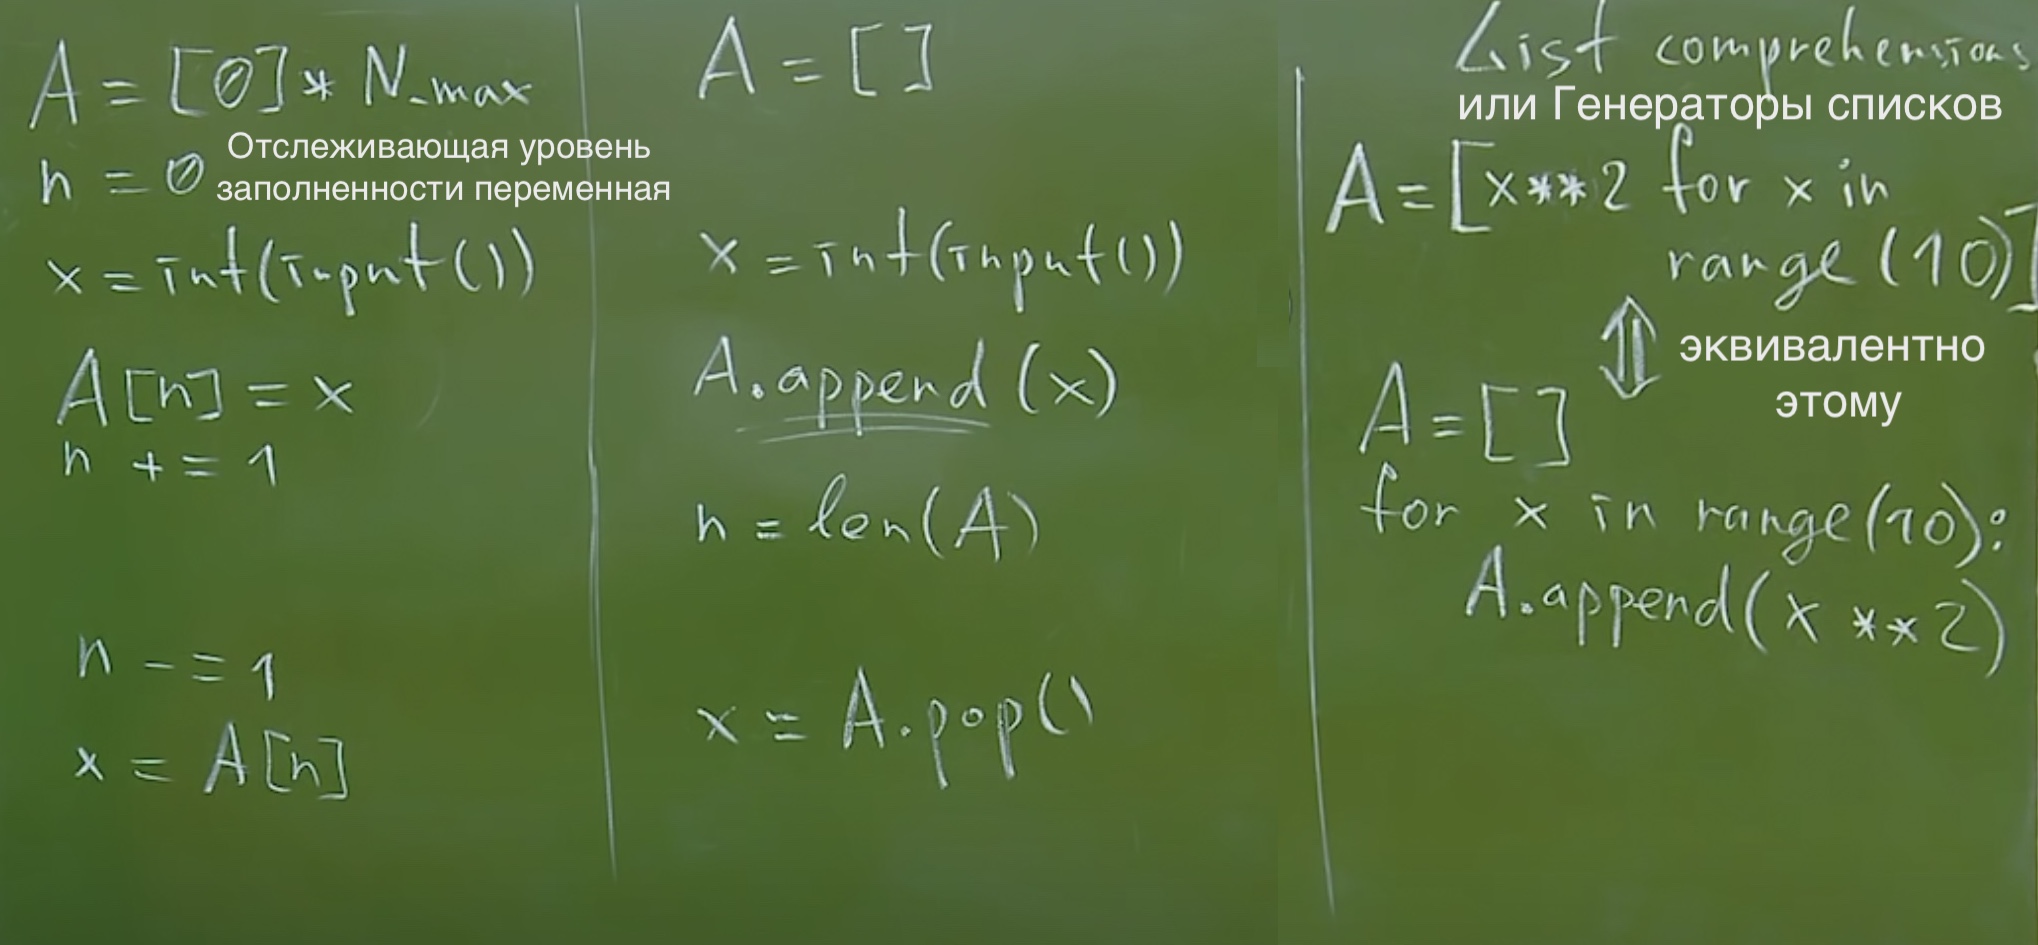 A = [0] * N_max
n = 0
Отслеживающая уровень
заполненности переменная
x = int(input())
A[n] = x
n += 1
n -= 1
x = A[n]
A = []
x = int(input())
A.append(x)
n = len(A)
x = A.pop()
List comprehensions
или Генераторы списков
A = [x**2 for x in
range(10)]
эквивалентно
этому
A = []
for x in range(10):
A.append(x**2)